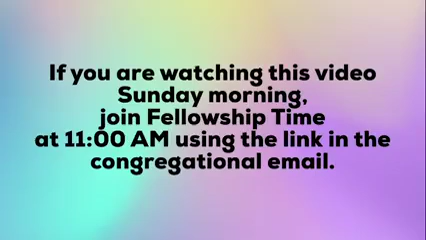 If you are watching this video
Sunday morning,
join Fellowship Time
at 11:00 AM using the link in the
congregational email.